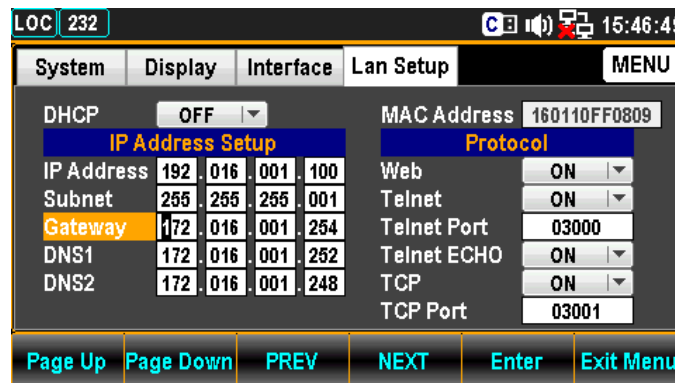 LOC 232 C 15:46:4
System Display Interface Lan Setup MENU
DHCP OFF MAC Address 160110FF0809
IP Address Setup Protocol
IP Address 192 . 016 . 001 . 100 Web ON
Subnet 255 . 255 . 255 . 001 Telnet ON
Gateway 172 . 016 . 001 . 254 Telnet Port 03000
DNS1 172 . 016 . 001 . 252 Telnet ECHO ON
DNS2 172 . 016 . 001 . 248 TCP ON
TCP Port 03001
Page Up Page Down PREV NEXT Enter Exit Menu